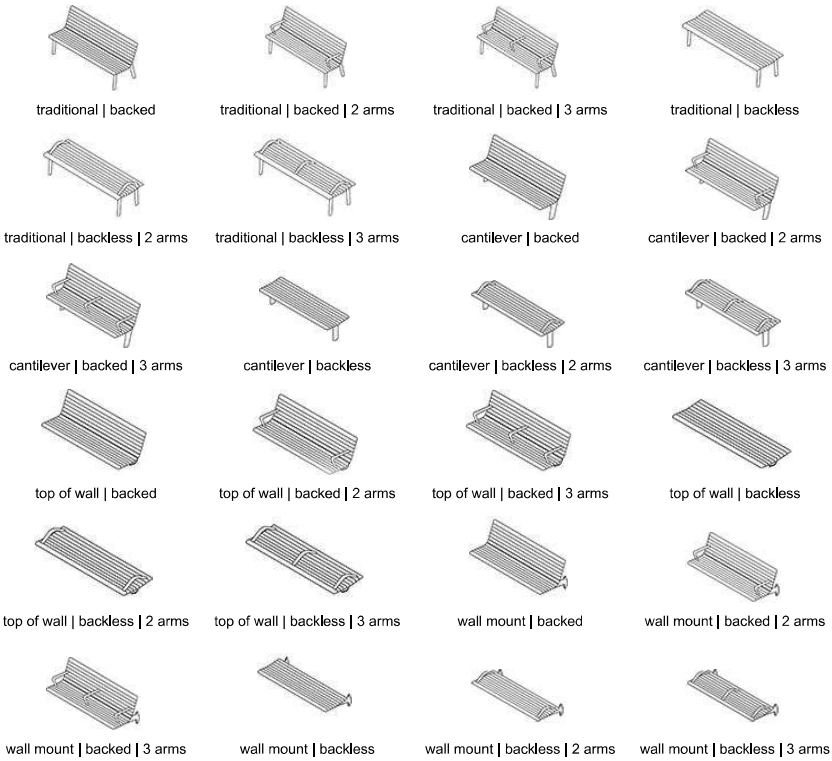 traditional | backed
traditional | backed | 2 arms
traditional | backed | 3 arms
traditional | backless
traditional | backless | 2 arms
traditional | backless | 3 arms
cantilever | backed
cantilever | backed | 2 arms
cantilever | backed | 3 arms
cantilever | backless
cantilever | backless | 2 arms
cantilever | backless | 3 arms
top of wall | backed
top of wall | backed | 2 arms
top of wall | backed | 3 arms
top of wall | backless
top of wall | backless | 2 arms
top of wall | backless | 3 arms
wall mount | backed
wall mount | backed | 2 arms
wall mount | backed | 3 arms
wall mount | backless
wall mount | backless | 2 arms
wall mount | backless | 3 arms